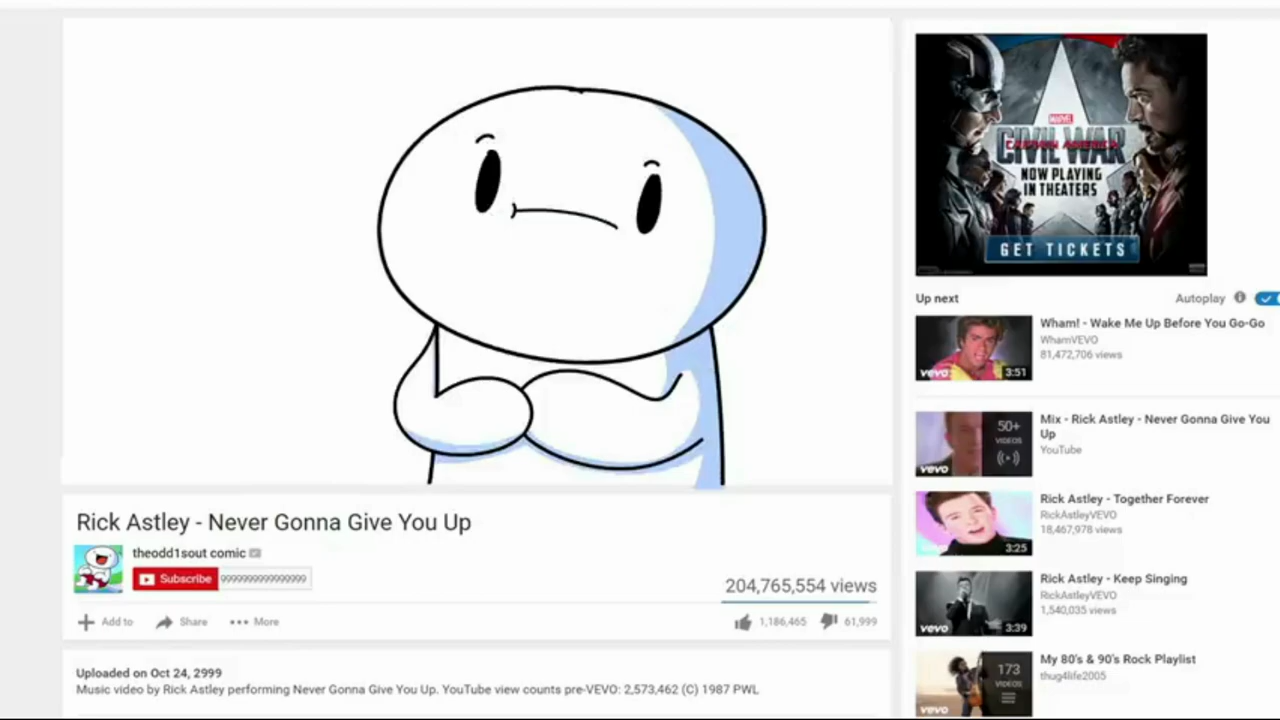 MARVEL
CAPTAIN AMERICA
CIVIL WAR
NOW PLAYING
IN THEATERS
GET TICKETS
Up next
Autoplay
Wham! - Wake Me Up Before You Go-Go
WhamVEVO
81,472,706 views
vevo
3:51
Mix - Rick Astley - Never Gonna Give You
Up
YouTube
50+
VIDEOS
vevo
Rick Astley - Together Forever
RickAstleyVEVO
18,467,978 views
3:25
Rick Astley - Keep Singing
RickAstleyVEVO
1,540,035 views
vevo
3:39
My 80's & 90's Rock Playlist
thug4life2005
173
VIDEOS
vevo
Rick Astley - Never Gonna Give You Up
theodd1sout comic
Subscribe 999999999999999
204,765,554 views
Add to Share More 1,186,465 61,999
Uploaded on Oct 24, 2999
Music video by Rick Astley performing Never Gonna Give You Up. YouTube view counts pre-VEVO: 2,573,462 (C) 1987 PWL